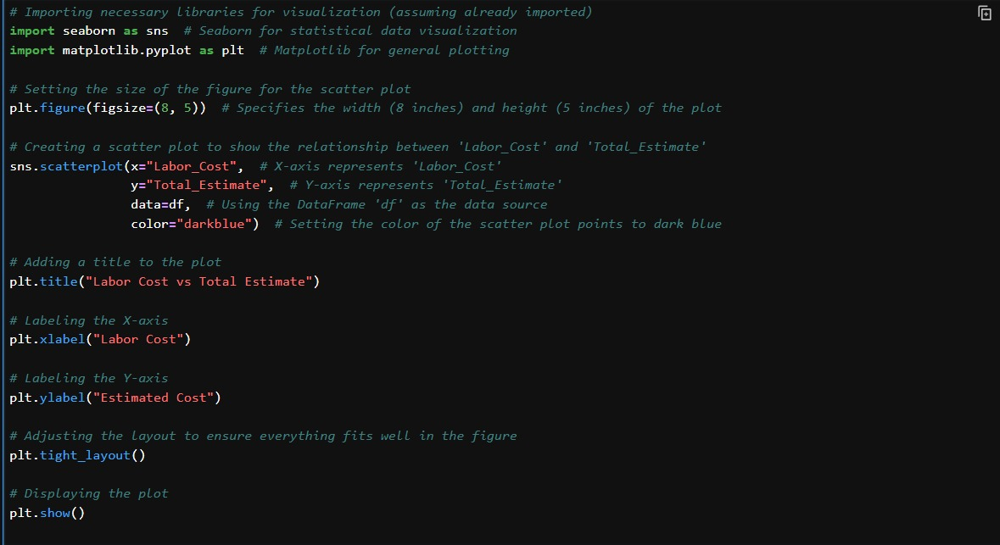 # Importing necessary libraries for visualization (assuming already imported)
import seaborn as sns  # Seaborn for statistical data visualization
import matplotlib.pyplot as plt  # Matplotlib for general plotting
# Setting the size of the figure for the scatter plot
plt.figure(figsize=(8, 5))  # Specifies the width (8 inches) and height (5 inches) of the plot
# Creating a scatter plot to show the relationship between 'Labor_Cost' and 'Total_Estimate'
sns.scatterplot(x="Labor_Cost",  # X-axis represents 'Labor_Cost'
                y="Total_Estimate",  # Y-axis represents 'Total_Estimate'
                data=df,  # Using the DataFrame 'df' as the data source
                color="darkblue")  # Setting the color of the scatter plot points to dark blue
# Adding a title to the plot
plt.title("Labor Cost vs Total Estimate")
# Labeling the X-axis
plt.xlabel("Labor Cost")
# Labeling the Y-axis
plt.ylabel("Estimated Cost")
# Adjusting the layout to ensure everything fits well in the figure
plt.tight_layout()
# Displaying the plot
plt.show()